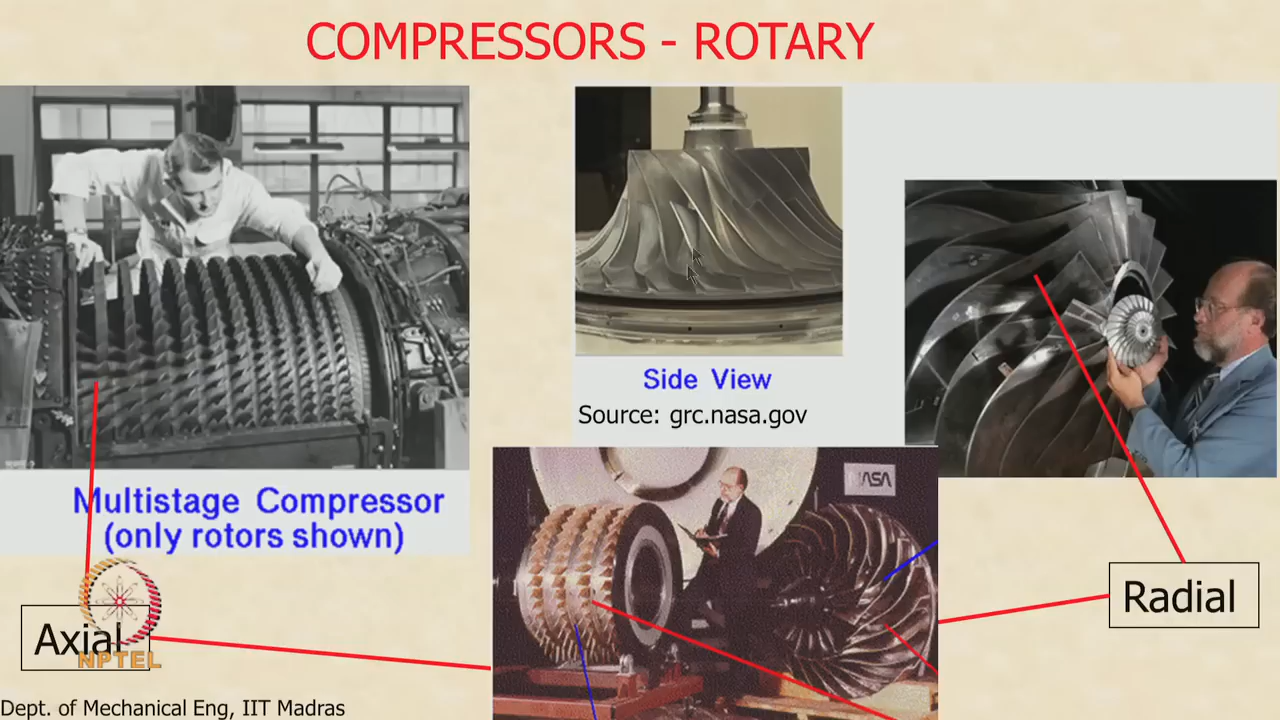 COMPRESSORS - ROTARY
Side View
Source: grc.nasa.gov
NASA
Multistage Compressor
(only rotors shown)
Radial
Axial
NPTEL
Dept. of Mechanical Eng, IIT Madras